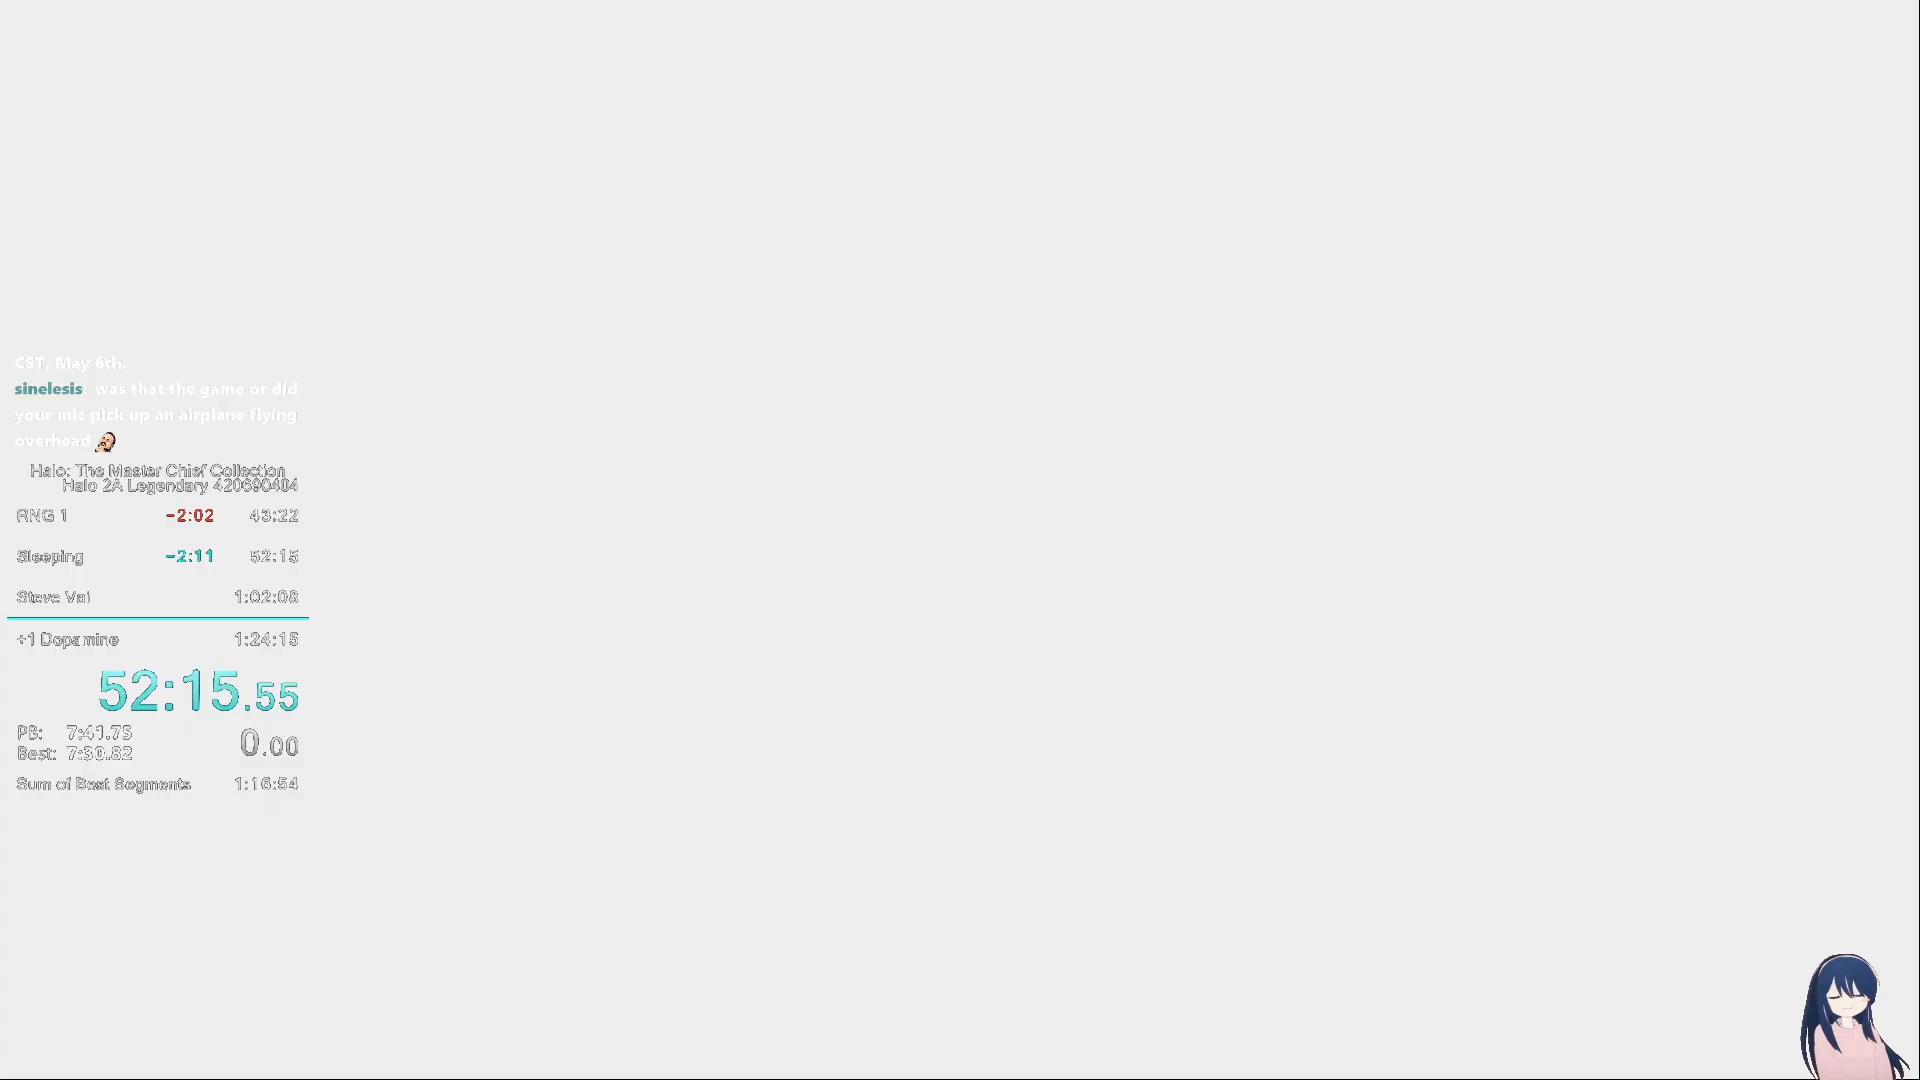 CST, May 6th.
sinelesis: was that the game or did
your mic pick up an airplane flying
overhead
Halo: The Master Chief Collection
Halo 2A Legendary 420690404
RNG 1 -2:02 43:22
Sleeping -2:11 52:15
Steve Vai 1:02:08
+1 Dopamine 1:24:15
52:15.55
PB: 7:41.75
Best: 7:30.82
0.00
Sum of Best Segments 1:16:54